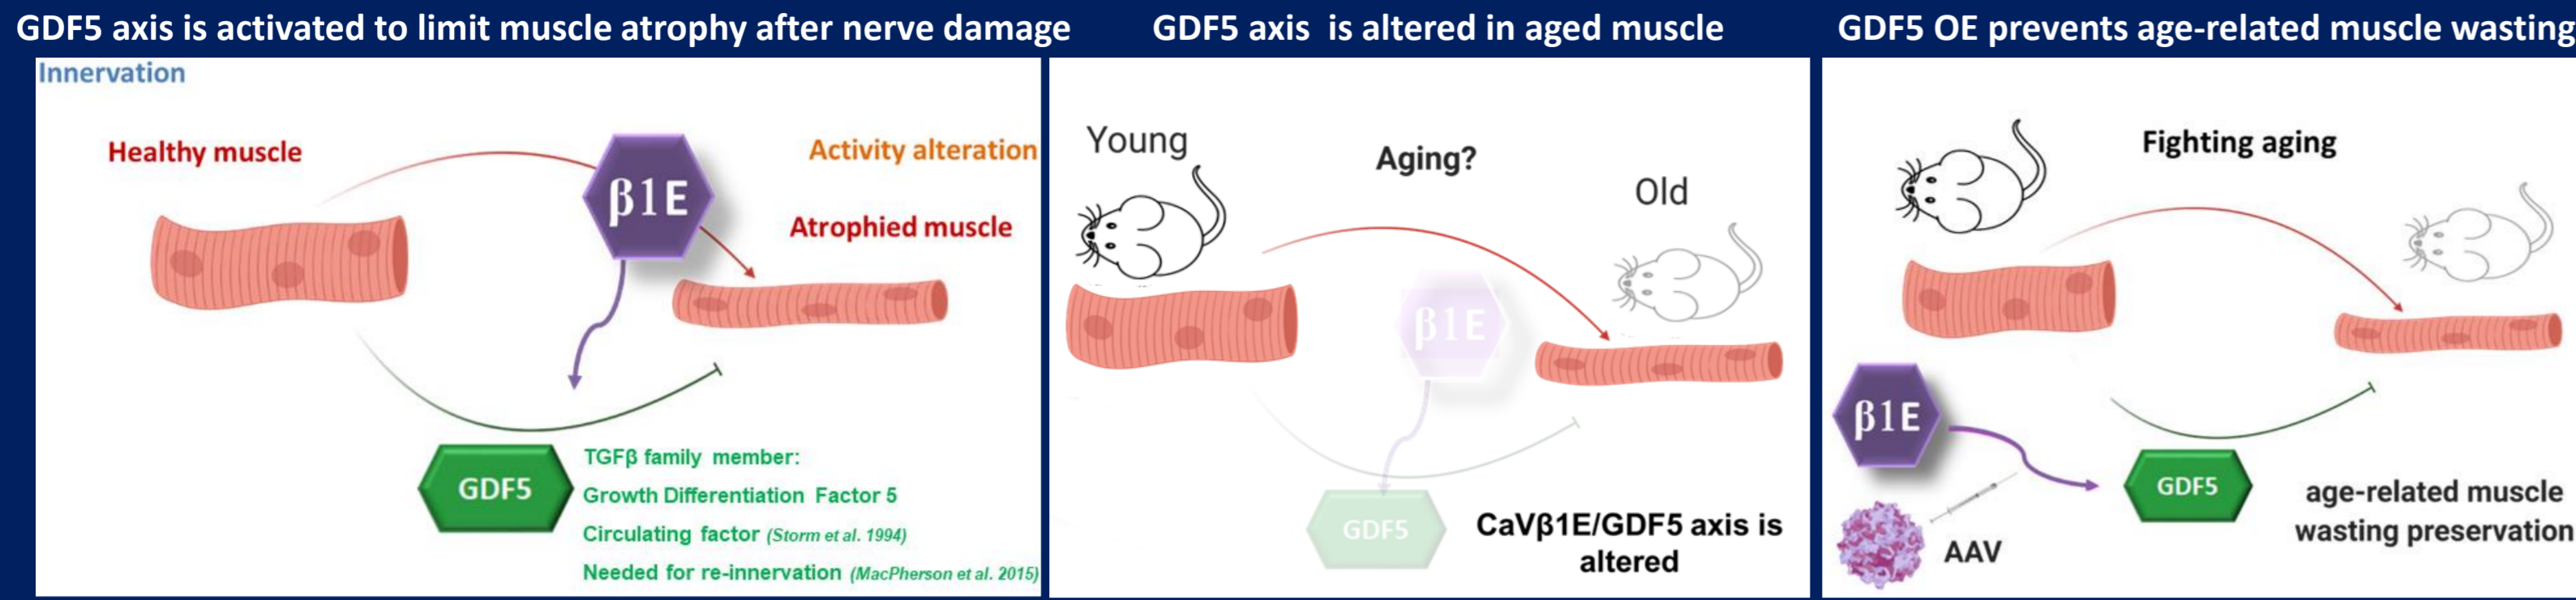 GDF5 axis is activated to limit muscle atrophy after nerve damage
Innervation
Healthy muscle
β1E
Activity alteration
Atrophied muscle
GDF5
TGFβ family member:
Growth Differentiation Factor 5
Circulating factor (Storm et al. 1994)
Needed for re-innervation (MacPherson et al. 2015)
GDF5 axis is altered in aged muscle
Young
Aging?
Old
β1E
GDF5
CaVβ1E/GDF5 axis is
altered
GDF5 OE prevents age-related muscle wasting
Fighting aging
β1E
AAV
GDF5
age-related muscle
wasting preservation